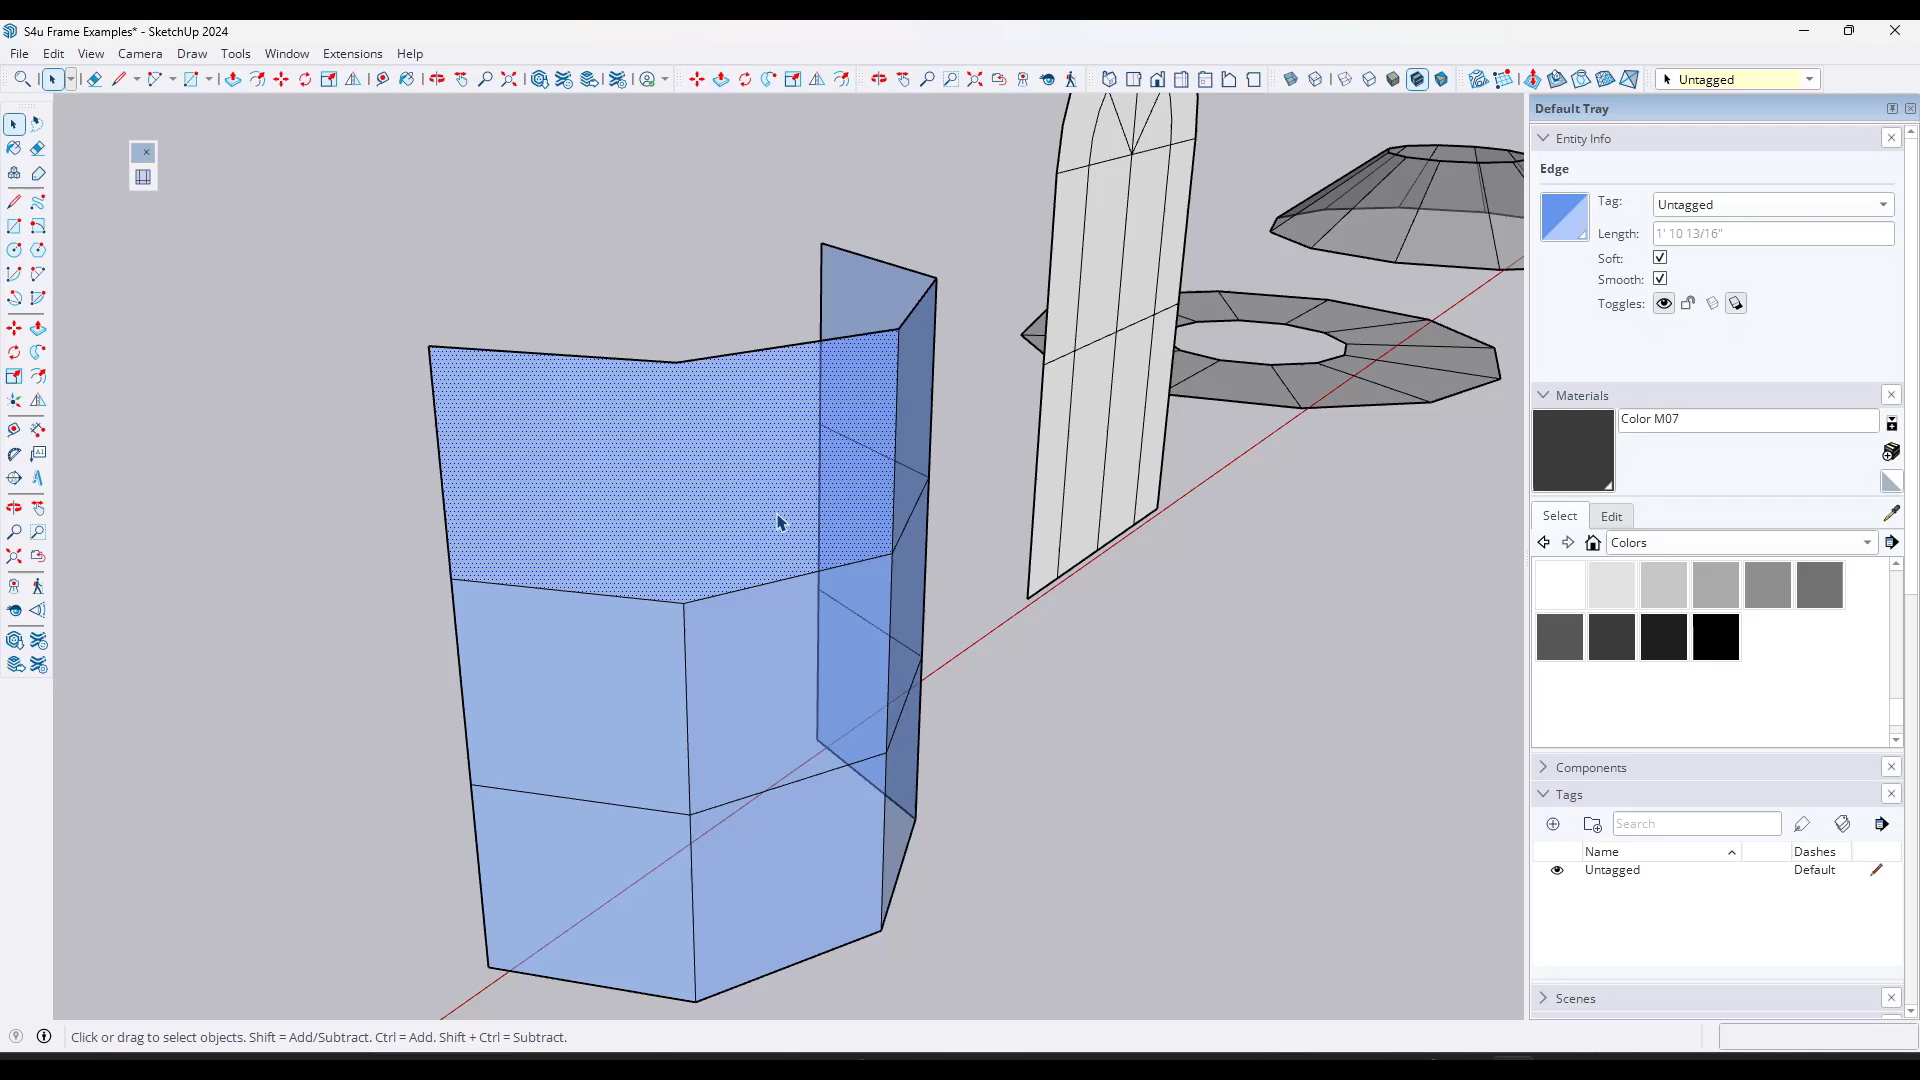 S4u Frame Examples* - SketchUp 2024
File Edit View Camera Draw Tools Window Extensions Help
Untagged
Default Tray
Entity Info
Edge
Tag: Untagged
Length: 1' 10 13/16"
Soft:
Smooth:
Toggles:
Materials
Color M07
Select Edit
Colors
Components
Tags
Search
Name Dashes
Untagged Default
Scenes
Click or drag to select objects. Shift = Add/Subtract. Ctrl = Add. Shift + Ctrl = Subtract.